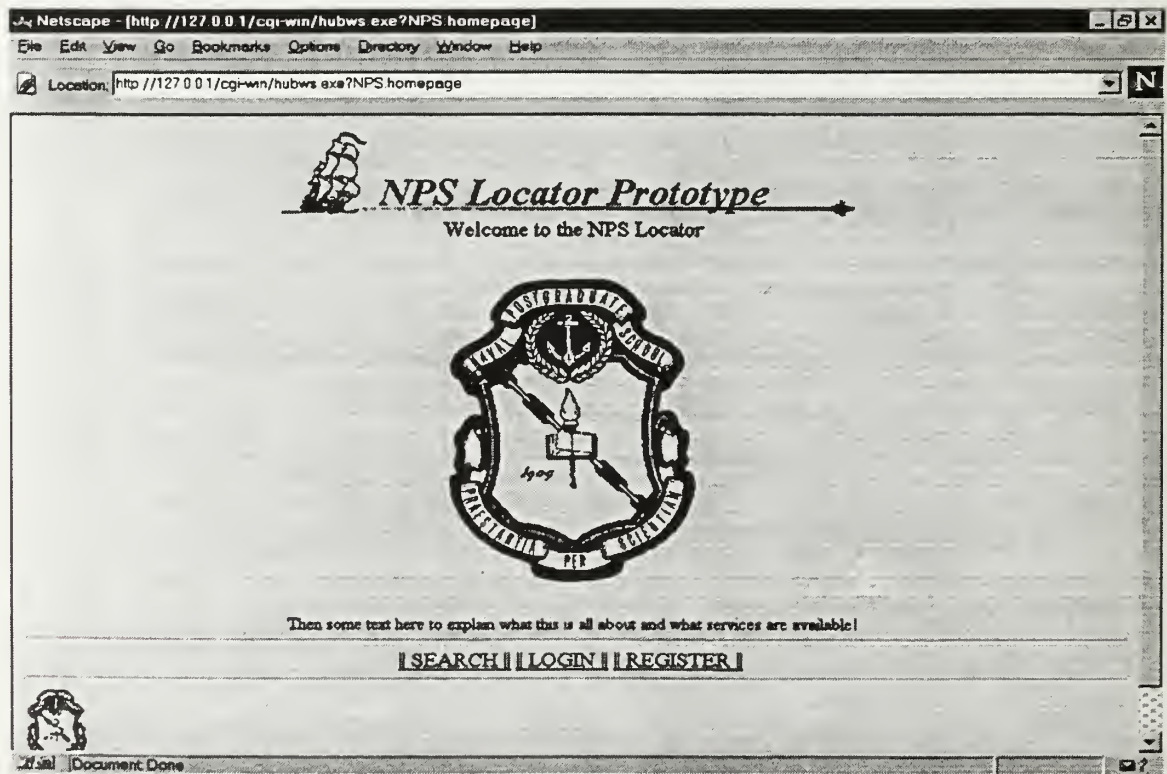 Netscape - [http://127.0.0.1/cgi-win/hubws.exe?NPS.homepage]
File Edit View Go Bookmarks Options Directory Window Help
Location: http://127.0.0.1/cgi-win/hubws.exe?NPS.homepage
N
NPS Locator Prototype
Welcome to the NPS Locator
NAVAL POSTGRADUATE SCHOOL
1909
PRAESTANTIA PER SCIENTIAM
Then some text here to explain what this is all about and what services are available!
|| SEARCH || || LOGIN || || REGISTER ||
Document Done
?